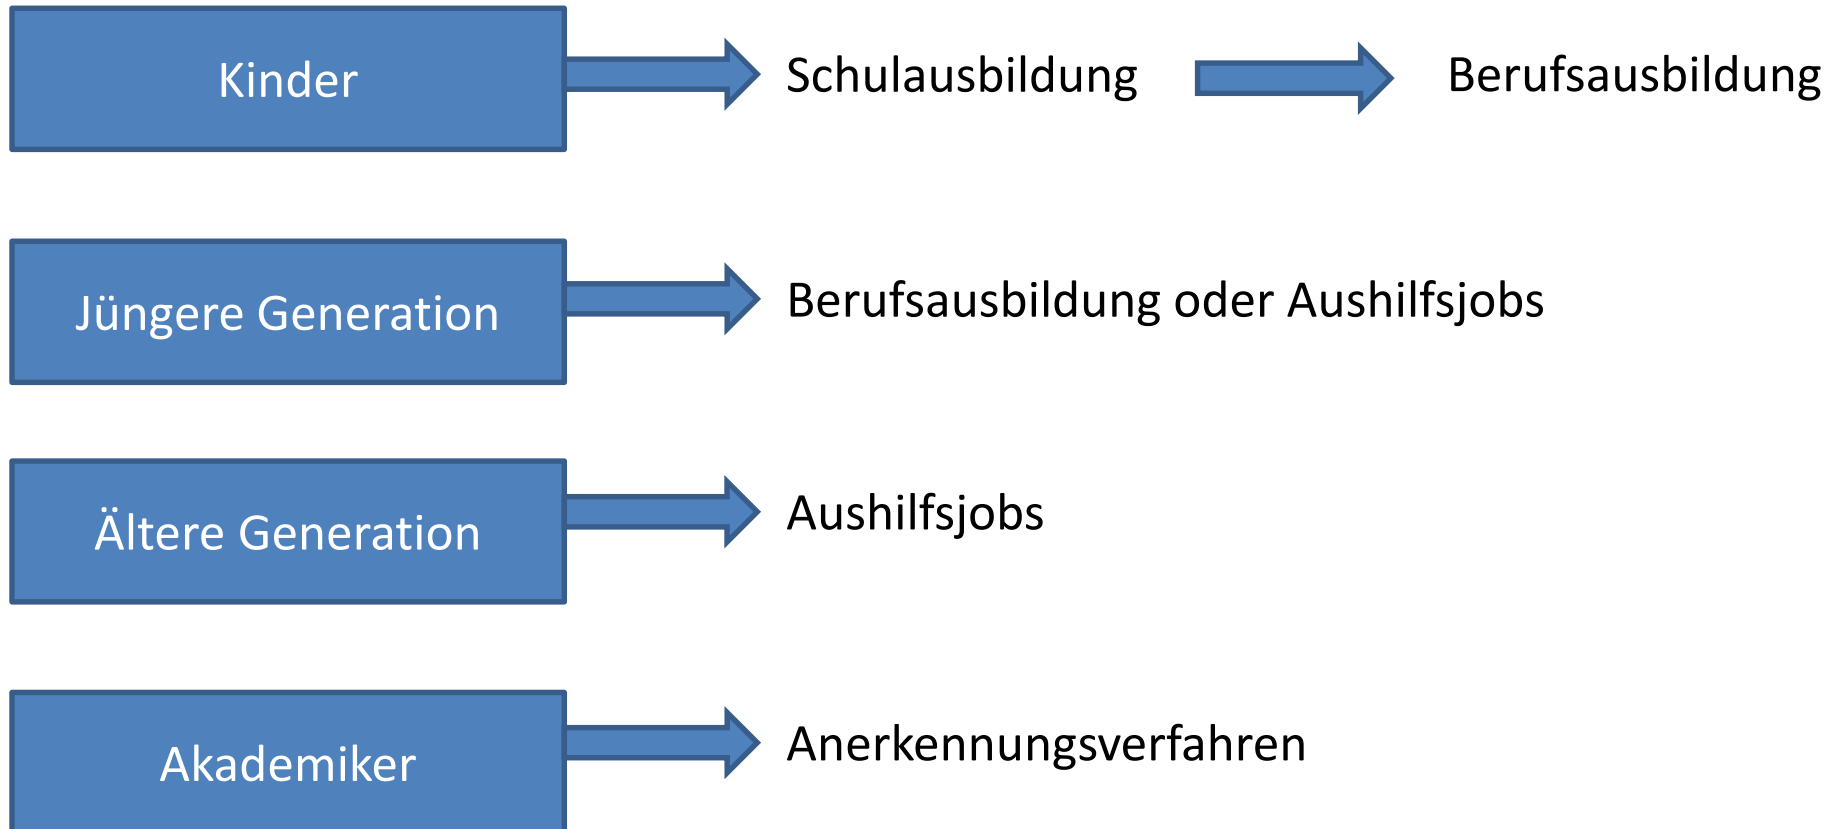 Kinder
Schulausbildung
Berufsausbildung
Jüngere Generation
Berufsausbildung oder Aushilfsjobs
Ältere Generation
Aushilfsjobs
Akademiker
Anerkennungsverfahren